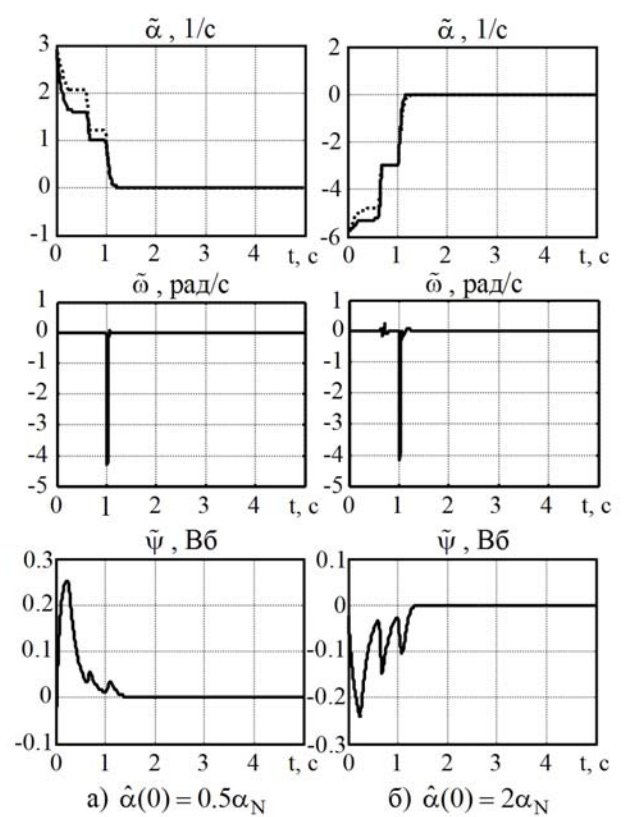 α̃ , 1/с
3
2
1
0
-1
0 1 2 3 4 t, с
α̃ , 1/с
2
0
-2
-4
-6
0 1 2 3 4 t, с
ω̃ , рад/с
1
0
-1
-2
-3
-4
-5
0 1 2 3 4 t, с
ω̃ , рад/с
1
0
-1
-2
-3
-4
-5
0 1 2 3 4 t, с
ψ̃ , Вб
0.3
0.2
0.1
0
-0.1
0 1 2 3 4 t, с
а) α̂(0) = 0.5α_N
ψ̃ , Вб
0.1
0
-0.1
-0.2
-0.3
0 1 2 3 4 t, с
б) α̂(0) = 2α_N